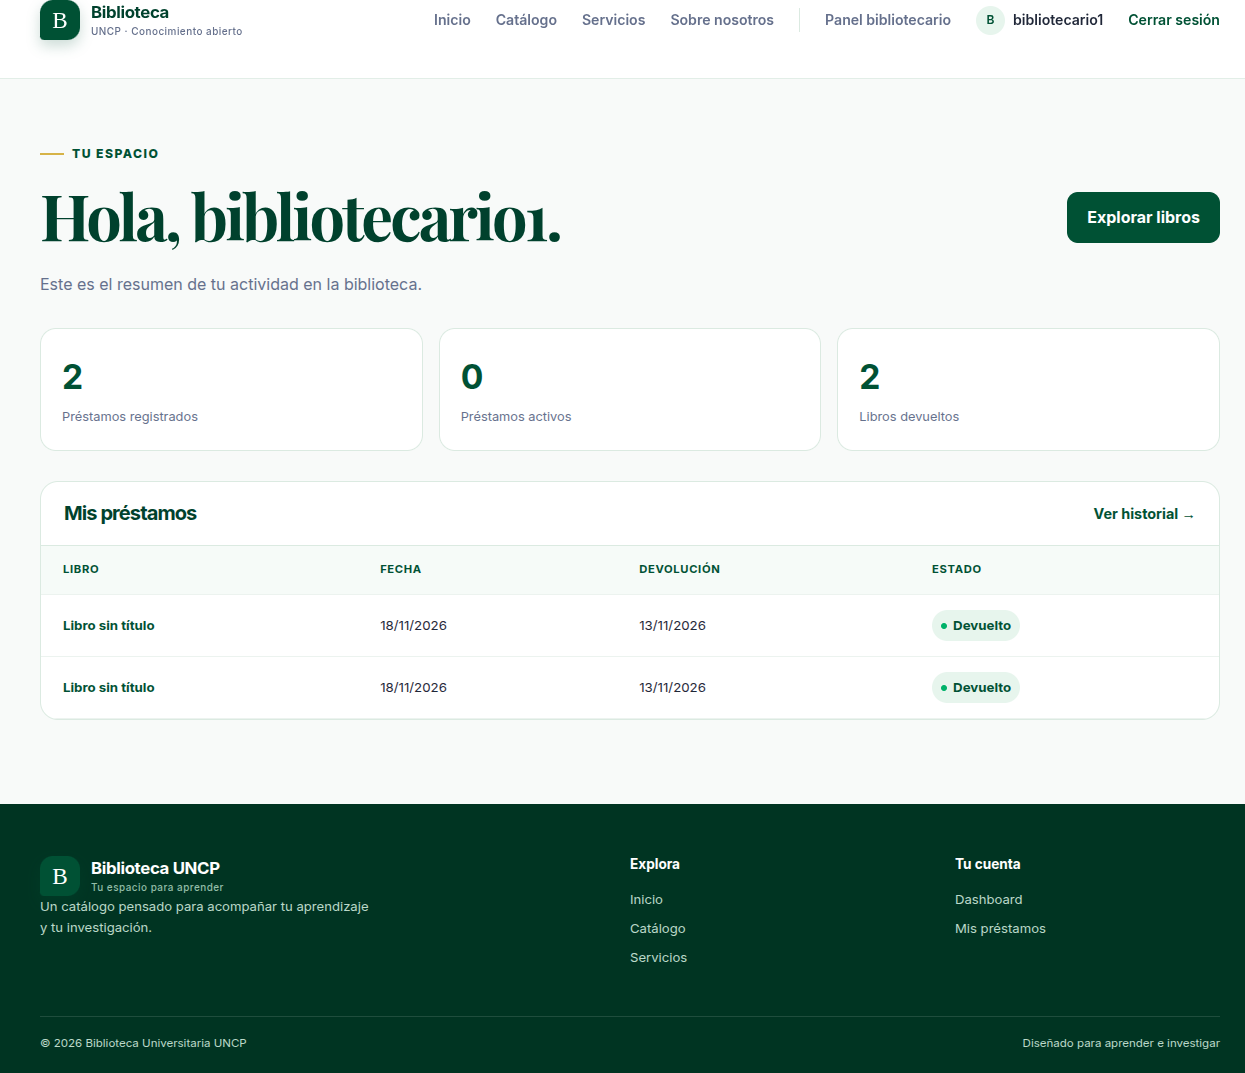 B
Biblioteca
UNCP · Conocimiento abierto
Inicio Catálogo Servicios Sobre nosotros Panel bibliotecario B bibliotecario1 Cerrar sesión
TU ESPACIO
Hola, bibliotecario1.
Explorar libros
Este es el resumen de tu actividad en la biblioteca.
2 0 2
Préstamos registrados Préstamos activos Libros devueltos
Mis préstamos Ver historial →
LIBRO FECHA DEVOLUCIÓN ESTADO
Libro sin título 18/11/2026 13/11/2026 Devuelto
Libro sin título 18/11/2026 13/11/2026 Devuelto
B
Biblioteca UNCP
Tu espacio para aprender
Un catálogo pensado para acompañar tu aprendizaje
y tu investigación.
Explora
Inicio
Catálogo
Servicios
Tu cuenta
Dashboard
Mis préstamos
© 2026 Biblioteca Universitaria UNCP
Diseñado para aprender e investigar